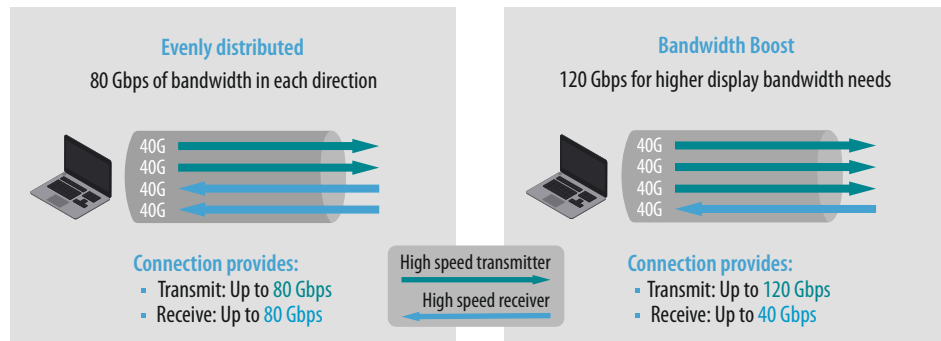 Evenly distributed
80 Gbps of bandwidth in each direction
40G
40G
40G
40G
Connection provides:
▪ Transmit: Up to 80 Gbps
▪ Receive: Up to 80 Gbps
Bandwidth Boost
120 Gbps for higher display bandwidth needs
40G
40G
40G
40G
Connection provides:
▪ Transmit: Up to 120 Gbps
▪ Receive: Up to 40 Gbps
High speed transmitter
High speed receiver